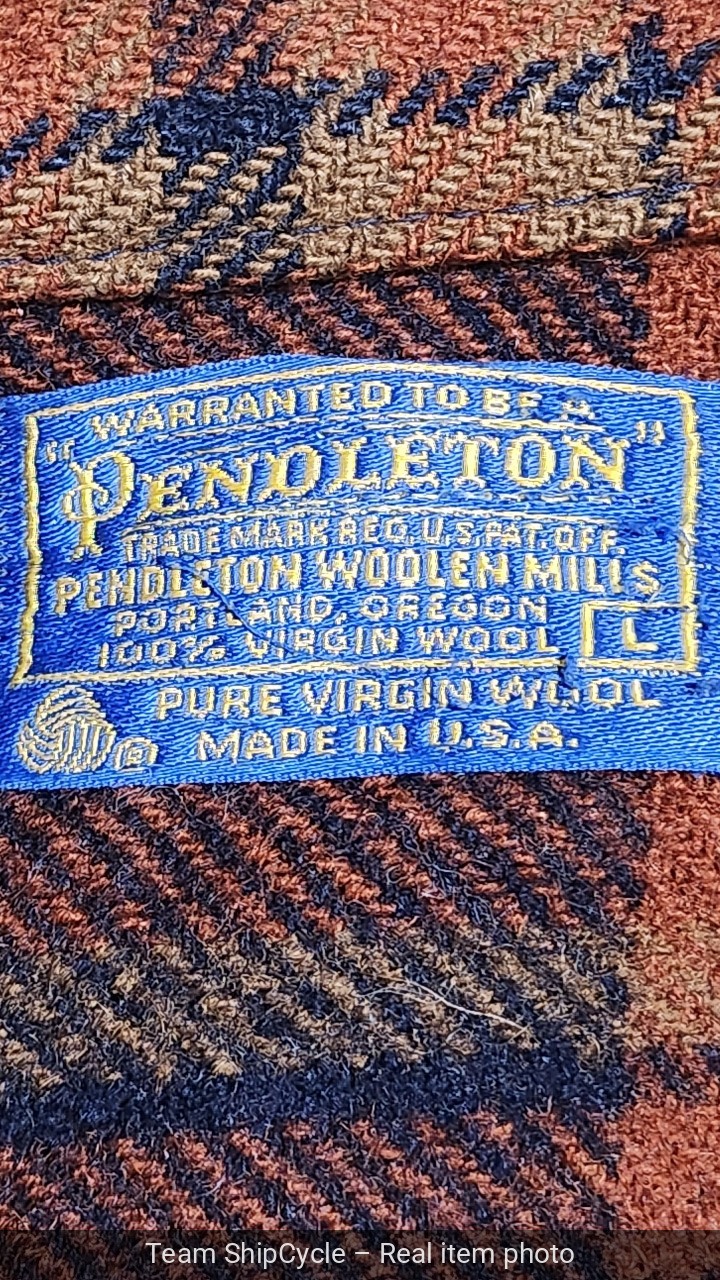 WARRANTED TO BE A
"PENDLETON"
TRADE MARK REG. U.S. PAT. OFF.
PENDLETON WOOLEN MILLS
PORTLAND, OREGON
100% VIRGIN WOOL
L
PURE VIRGIN WOOL
® MADE IN U.S.A.
Team ShipCycle – Real item photo